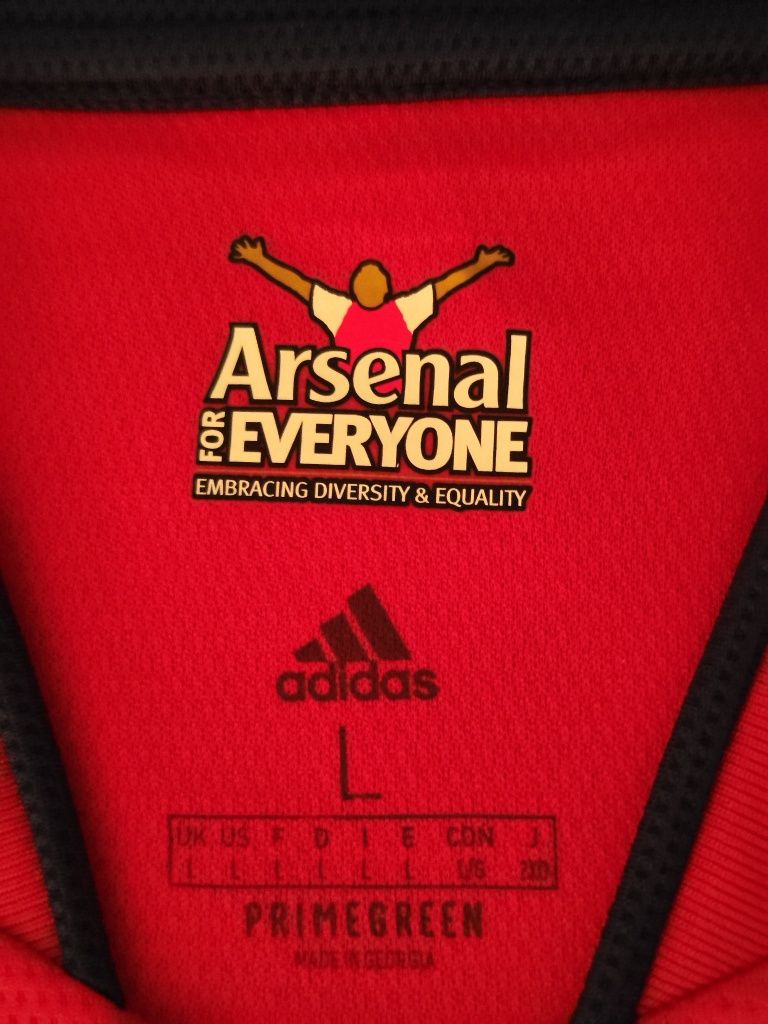 Arsenal
FOR EVERYONE
EMBRACING DIVERSITY & EQUALITY
adidas
L
UK US F D I E CDN J
L L L L L L L/G 2XO
PRIMEGREEN
MADE IN GEORGIA